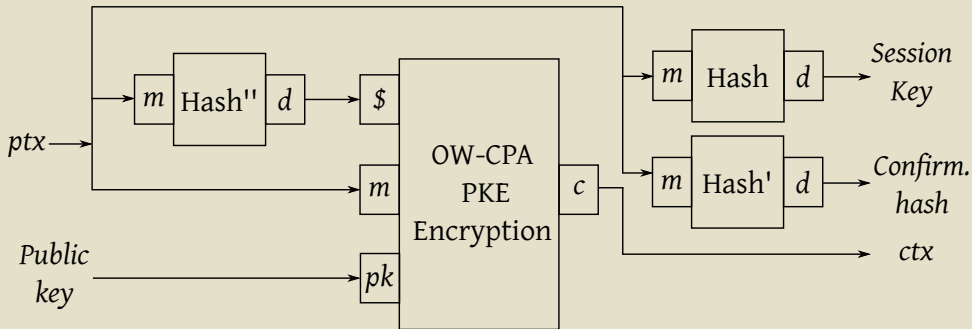 ptx
m
Hash''
d
$
m
Public
key
pk
OW-CPA
PKE
Encryption
c
m
Hash
d
Session
Key
m
Hash'
d
Confirm.
hash
ctx